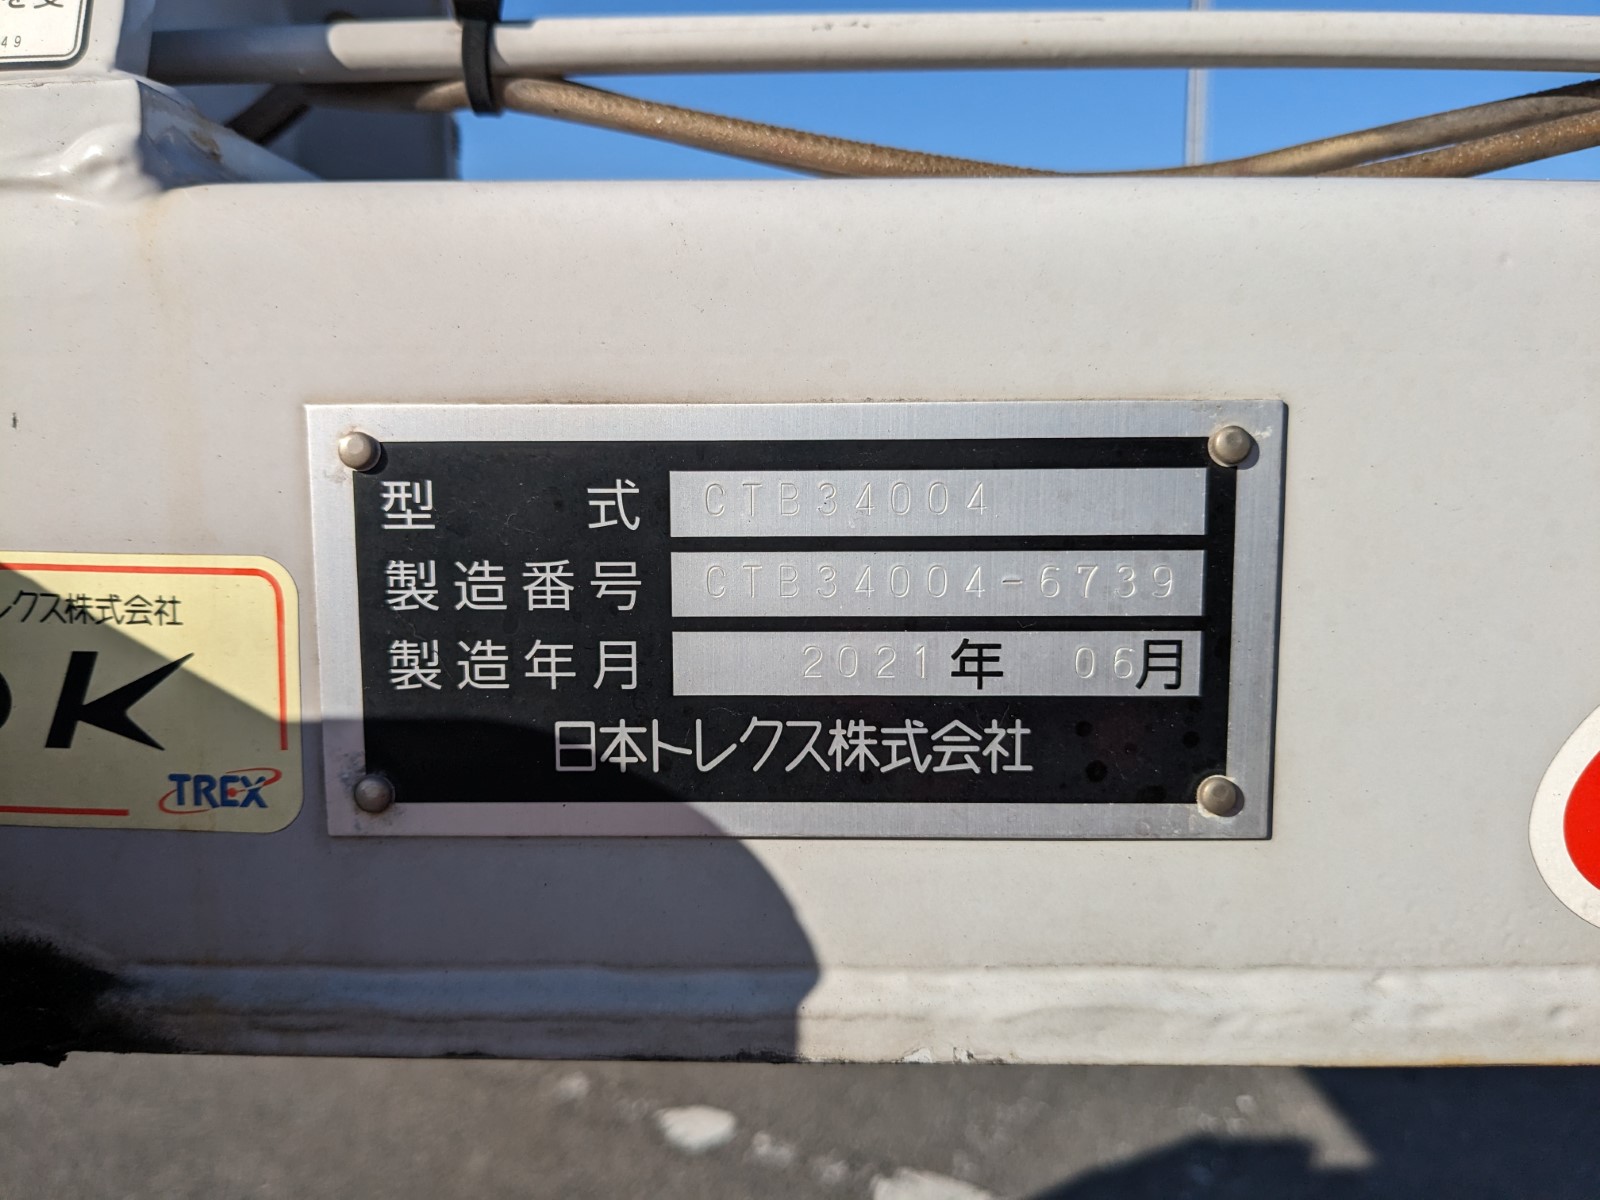 49
型式 CTB34004
製造番号 CTB34004-6739
製造年月 2021年 06月
日本トレクス株式会社
レクス株式会社
K
TREX